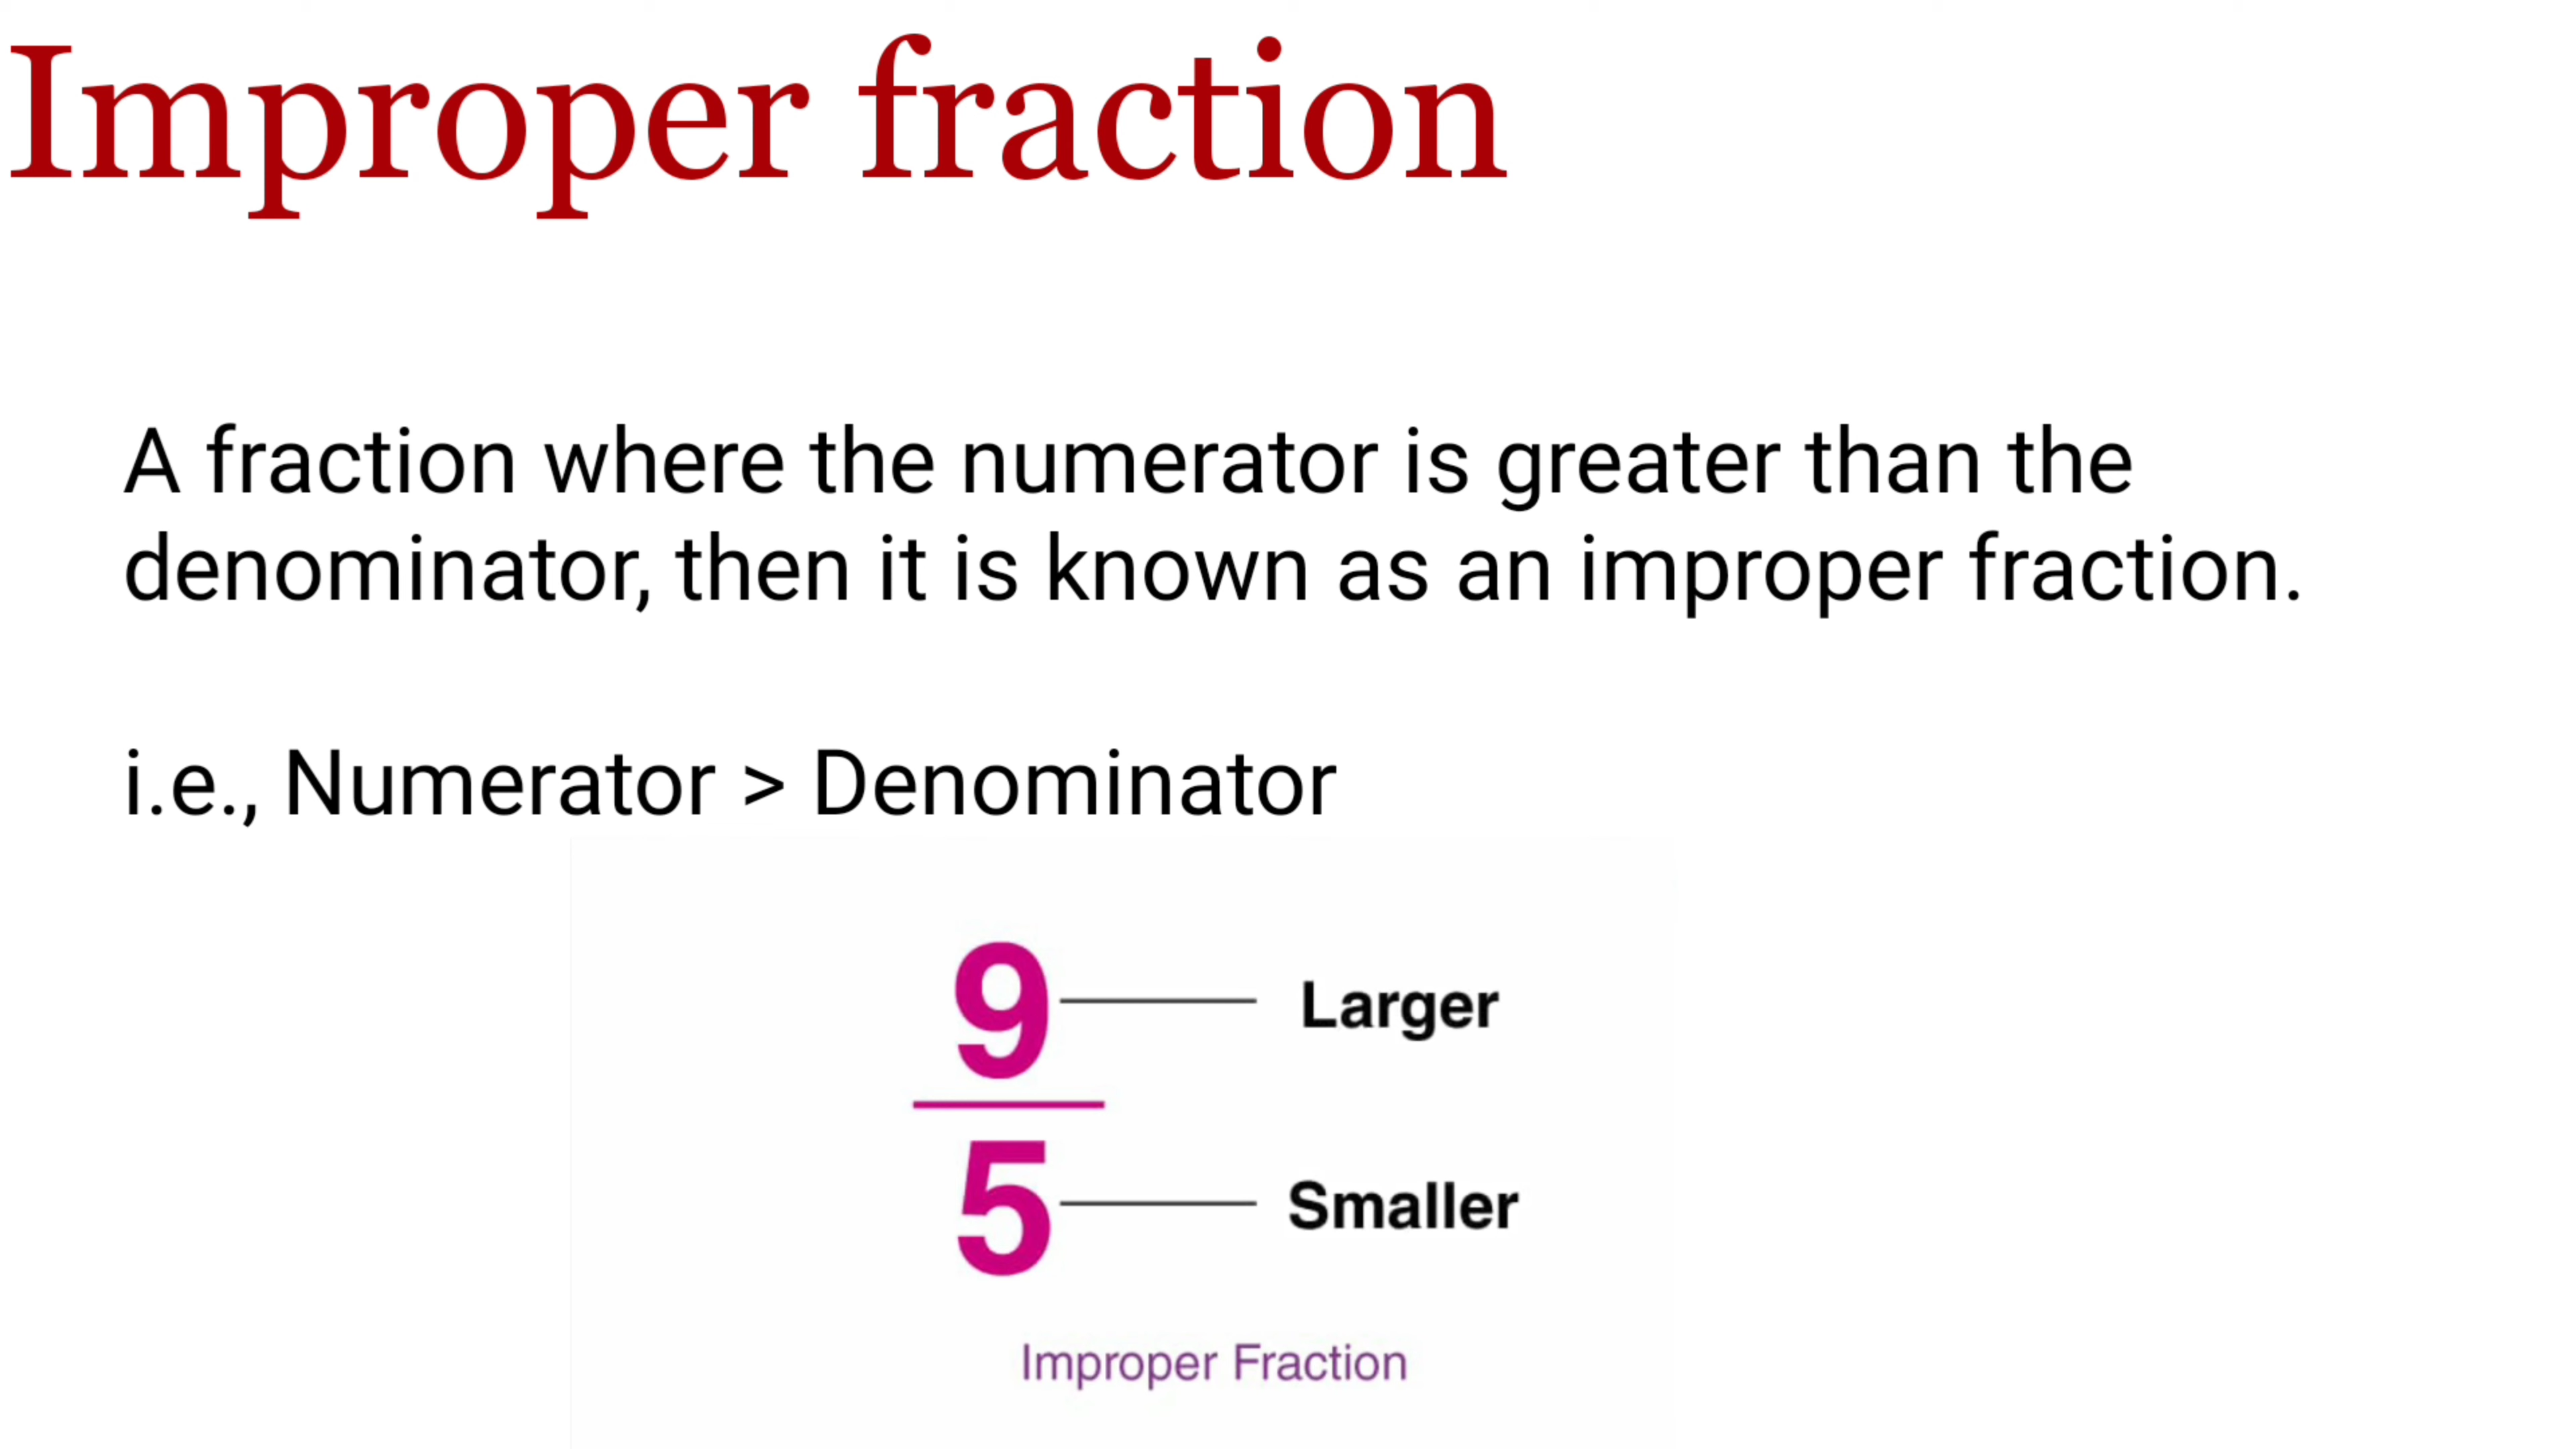 Improper fraction
A fraction where the numerator is greater than the
denominator, then it is known as an improper fraction.
i.e., Numerator > Denominator
9 Larger
5 Smaller
Improper Fraction